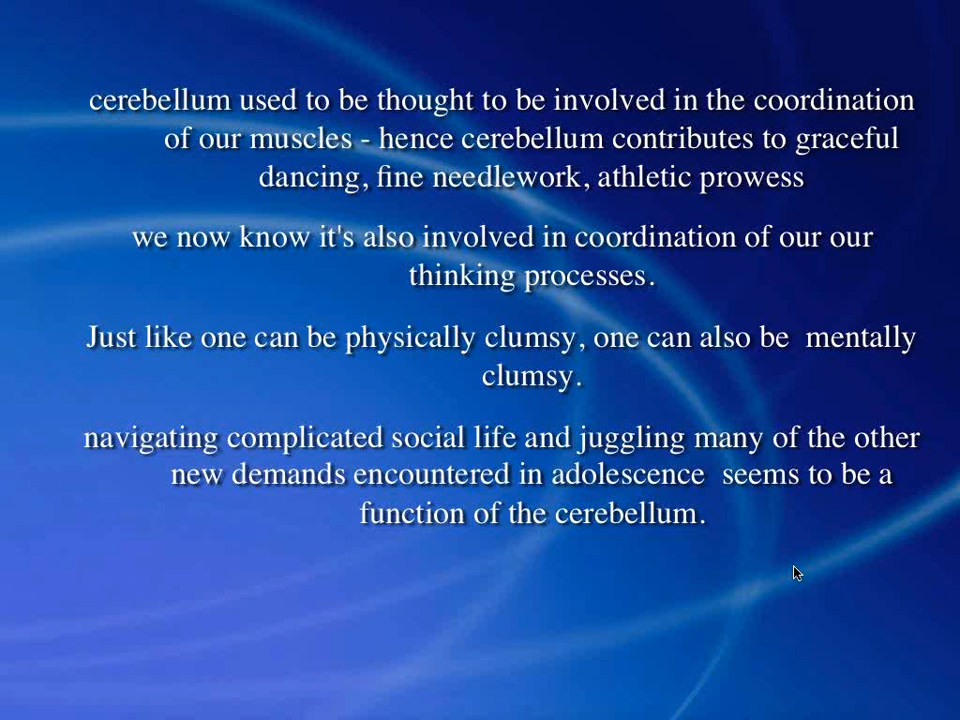 cerebellum used to be thought to be involved in the coordination
of our muscles - hence cerebellum contributes to graceful
dancing, fine needlework, athletic prowess
we now know it's also involved in coordination of our our
thinking processes.
Just like one can be physically clumsy, one can also be  mentally
clumsy.
navigating complicated social life and juggling many of the other
new demands encountered in adolescence  seems to be a
function of the cerebellum.